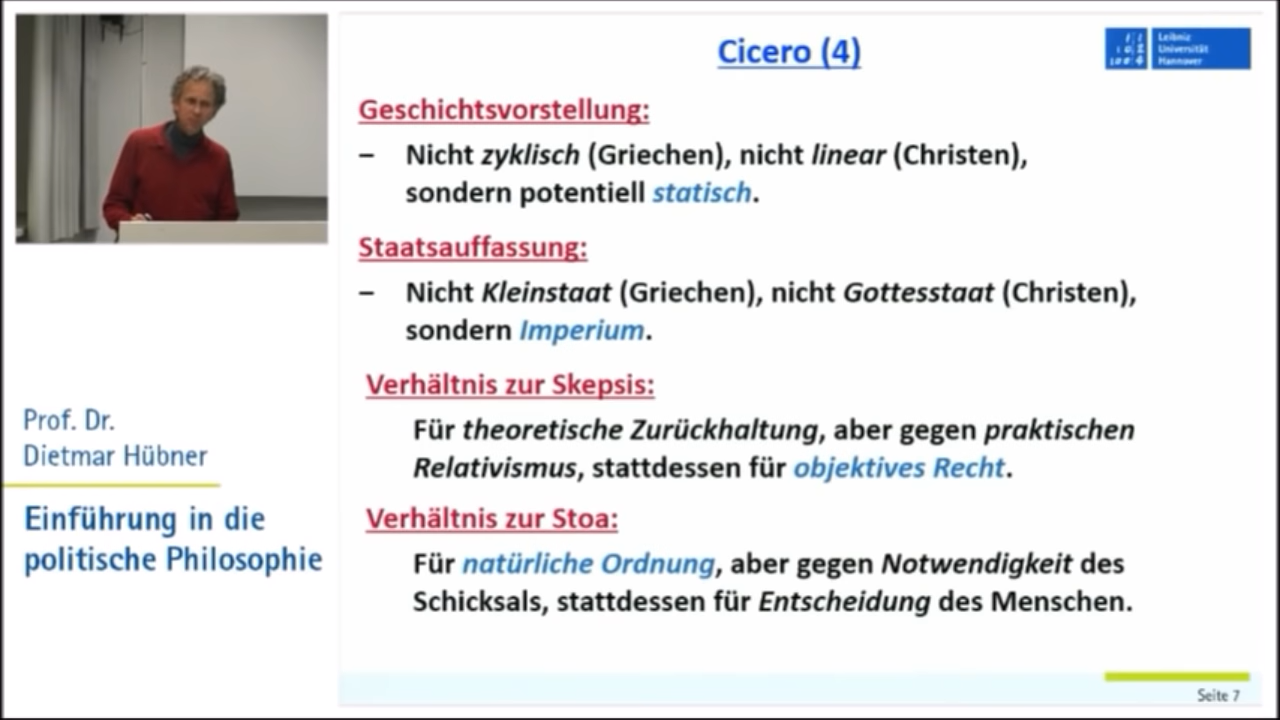 Cicero (4)
Leibniz
Universität
Hannover
Geschichtsvorstellung:
– Nicht zyklisch (Griechen), nicht linear (Christen),
sondern potentiell statisch.
Staatsauffassung:
– Nicht Kleinstaat (Griechen), nicht Gottesstaat (Christen),
sondern Imperium.
Verhältnis zur Skepsis:
Für theoretische Zurückhaltung, aber gegen praktischen
Relativismus, stattdessen für objektives Recht.
Verhältnis zur Stoa:
Für natürliche Ordnung, aber gegen Notwendigkeit des
Schicksals, stattdessen für Entscheidung des Menschen.
Prof. Dr.
Dietmar Hübner
Einführung in die
politische Philosophie
Seite 7